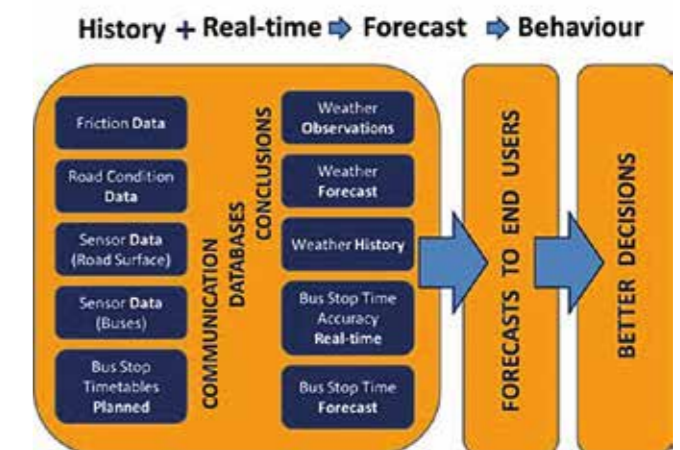 History + Real-time Forecast Behaviour
Friction Data
Road Condition
Data
Sensor Data
(Road Surface)
Sensor Data
(Buses)
Bus Stop
Timetables
Planned
COMMUNICATION
DATABASES
CONCLUSIONS
Weather
Observations
Weather
Forecast
Weather History
Bus Stop Time
Accuracy
Real-time
Bus Stop Time
Forecast
FORECASTS TO END USERS
BETTER DECISIONS